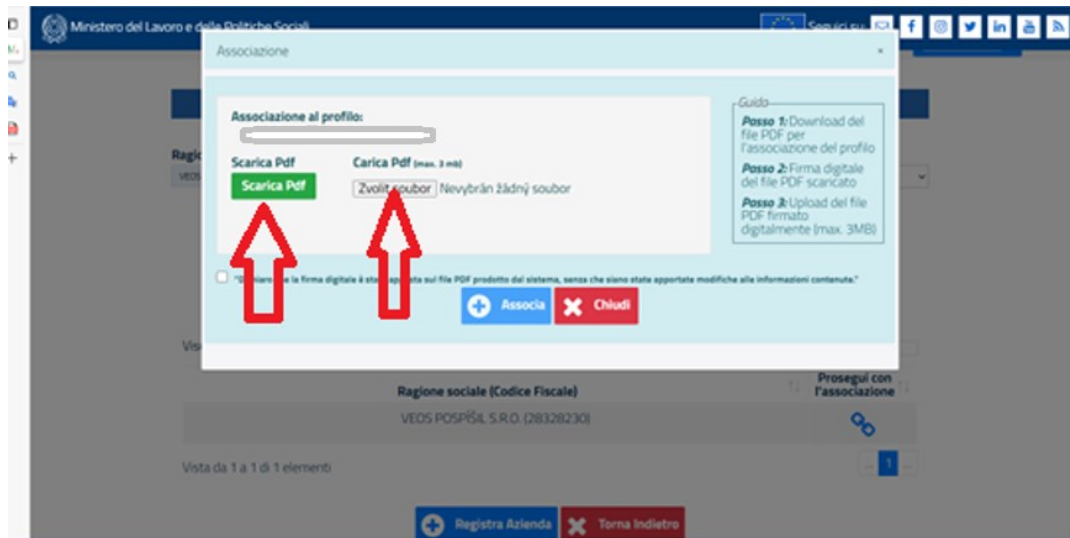 Ministero del Lavoro e delle Politiche Sociali
Seguici su:
Associazione
×
Associazione al profilo:
Scarica Pdf
Carica Pdf (max. 3 mb)
Scarica Pdf
Zvolit soubor Nevybrán žádný soubor
Guida
Passo 1: Download del
file PDF per
l'associazione del profilo
Passo 2: Firma digitale
del file PDF scaricato
Passo 3: Upload del file
PDF firmato
digitalmente (max. 3MB)
Ragio
VEOS
la firma digitale è sul file PDF prodotto dal sistema, senza che siano state apportate modifiche alle informazioni contenute."
Associa
Chiudi
Vis
Ragione sociale (Codice Fiscale)
Prosegui con
l'associazione
VEOS POSPÍŠIL S.R.O. (28328230)
Vista da 1 a 1 di 1 elementi
... 1 ...
Registra Azienda
Torna Indietro